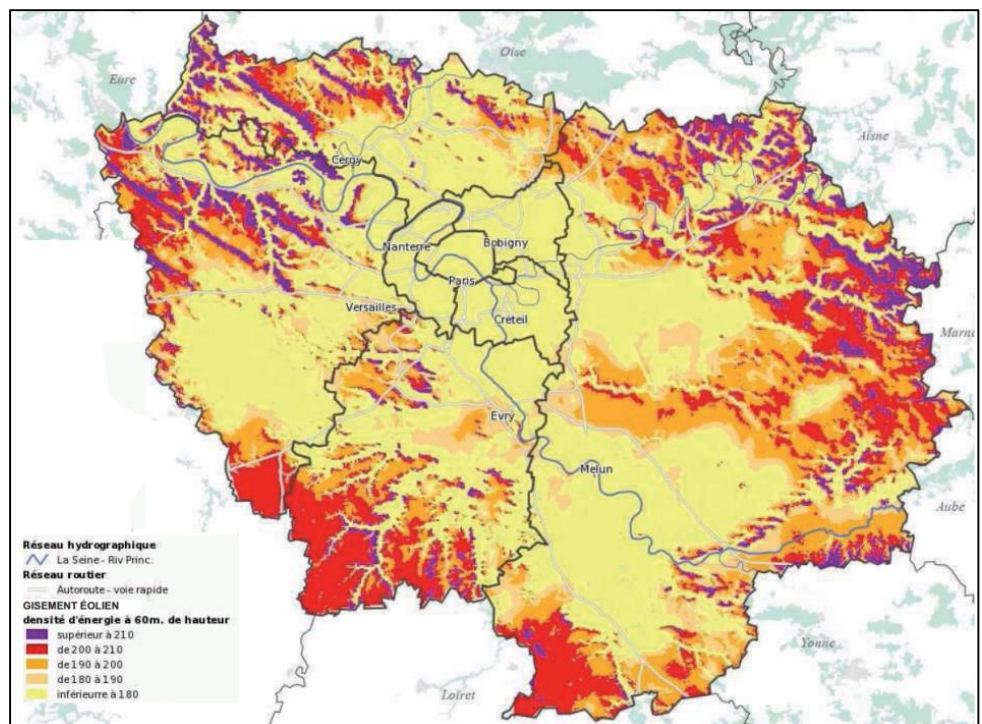 Oise
Eure
Aisne
Cergy
Nanterre
Bobigny
Paris
Versailles
Créteil
Marne
Evry
Melun
Aube
Yonne
Loiret
Réseau hydrographique
La Seine - Riv Princ.
Réseau routier
Autoroute - voie rapide
GISEMENT ÉOLIEN
densité d'énergie à 60m. de hauteur
supérieur à 210
de 200 à 210
de 190 à 200
de 180 à 190
inférieurre à 180